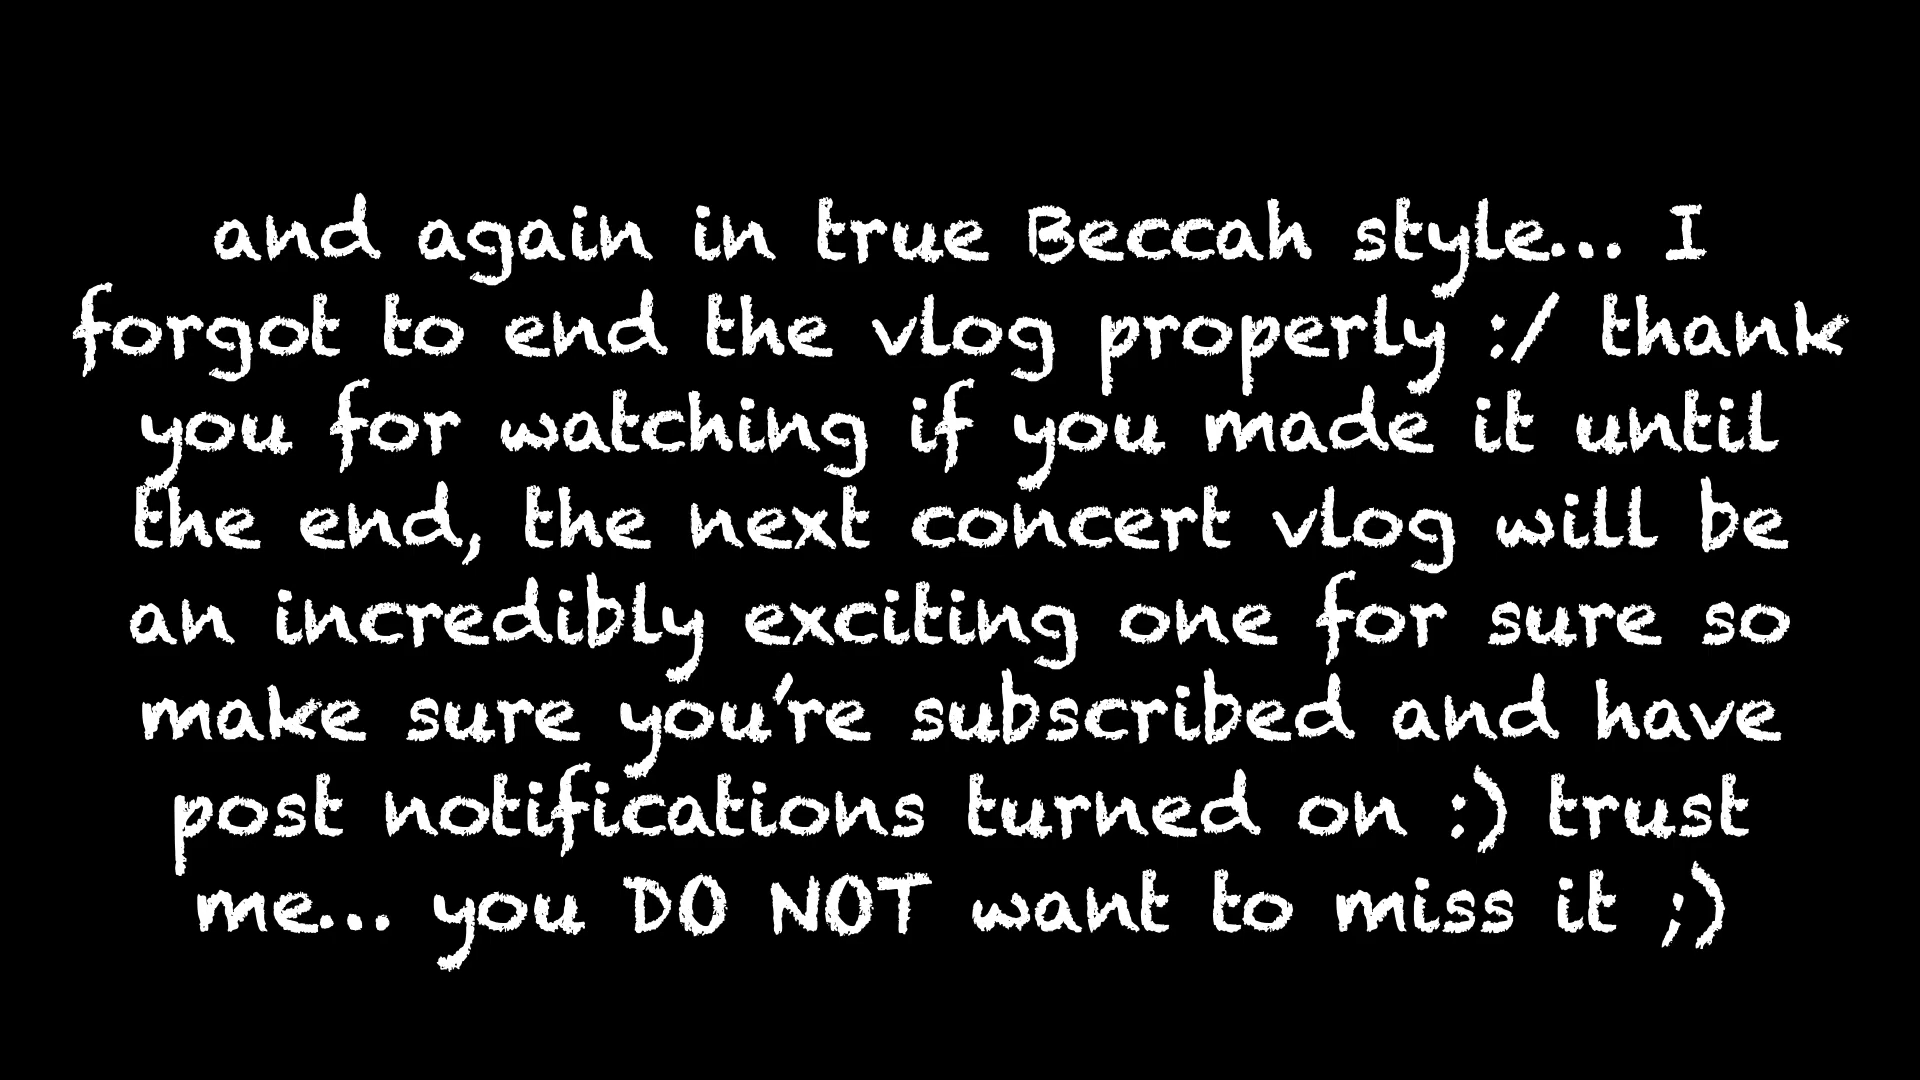 and again in true Beccah style... I
forgot to end the vlog properly :/ thank
you for watching if you made it until
the end, the next concert vlog will be
an incredibly exciting one for sure so
make sure you're subscribed and have
post notifications turned on :) trust
me... you DO NOT want to miss it ;)